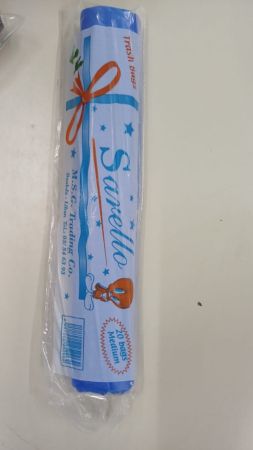 Trash bags
Sarello
M.S.C. Trading Co.
20 bags
Medium